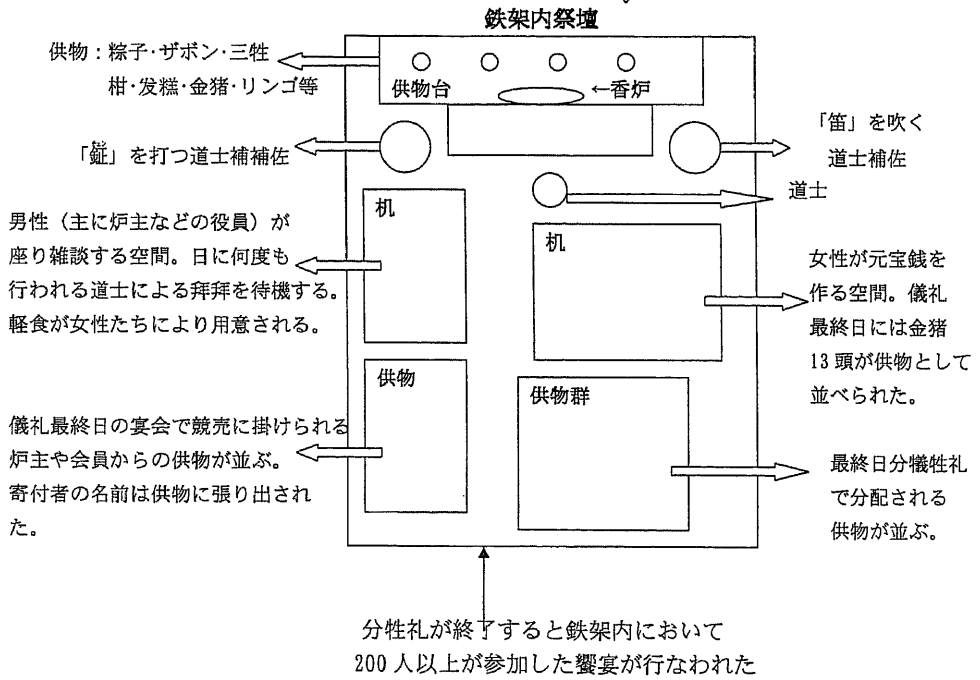 鉄架内祭壇
供物：粽子･ザボン･三牲
柑･发糕･金猪･リンゴ等
供物台
←香炉
「鉦」を打つ道士補補佐
かね
「笛」を吹く
道士補佐
道士
男性（主に炉主などの役員）が
座り雑談する空間。日に何度も
行われる道士による拜拜を待機する。
軽食が女性たちにより用意される。
机
机
女性が元宝銭を
作る空間。儀礼
最終日には金猪
13頭が供物として
並べられた。
供物
供物群
儀礼最終日の宴会で競売に掛けられる
炉主や会員からの供物が並ぶ。
寄付者の名前は供物に張り出され
た。
最終日分犠牲礼
で分配される
供物が並ぶ。
分牲礼が終了すると鉄架内において
200人以上が参加した饗宴が行なわれた